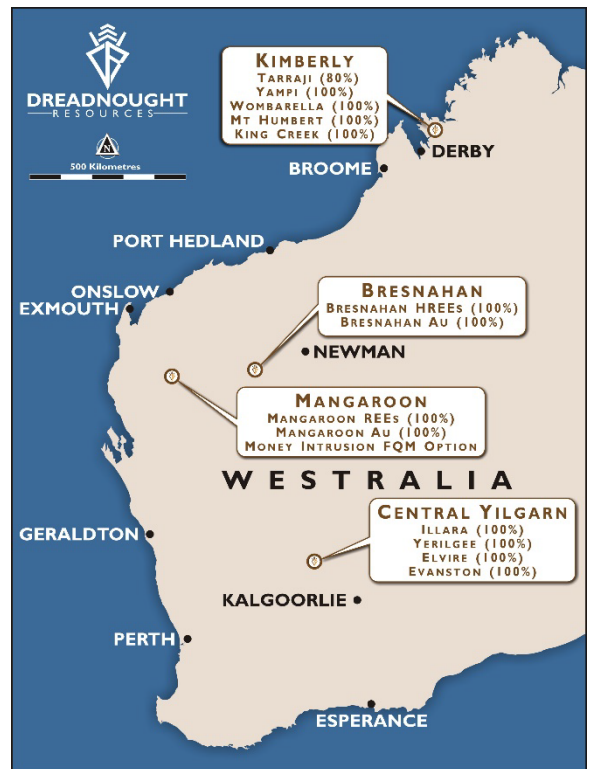 DREADNOUGHT
RESOURCES
N
500 Kilometres
KIMBERLY
TARRAJI (80%)
YAMPI (100%)
WOMBARELLA (100%)
MT HUMBERT (100%)
KING CREEK (100%)
DERBY
BROOME
PORT HEDLAND
ONSLOW
EXMOUTH
BRESNAHAN
BRESNAHAN HREES (100%)
BRESNAHAN AU (100%)
NEWMAN
MANGAROON
MANGAROON REES (100%)
MANGAROON AU (100%)
MONEY INTRUSION FQM OPTION
WESTRALIA
CENTRAL YILGARN
ILLARA (100%)
YERILGEE (100%)
ELVIRE (100%)
EVANSTON (100%)
GERALDTON
KALGOORLIE
PERTH
ESPERANCE